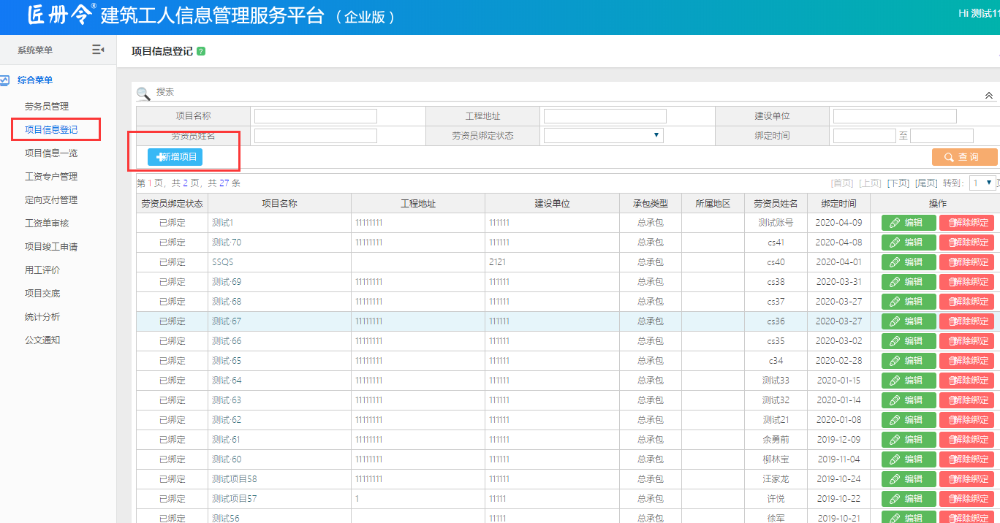 匠册令® 建筑工人信息管理服务平台 （企业版） Hi 测试11
系统菜单
项目信息登记 ?
综合菜单
劳务员管理
项目信息登记
项目信息一览
工资专户管理
定向支付管理
工资单审核
项目竣工申请
用工评价
项目交底
统计分析
公文通知
搜索
项目名称 工程地址 建设单位
劳资员姓名 劳资员绑定状态 绑定时间 至
新增项目 查 询
第 1 页，共 2 页，共 27 条 [首页] [上页] [下页] [尾页] 转到： 1
劳资员绑定状态 项目名称 工程地址 建设单位 承包类型 所属地区 劳资员姓名 绑定时间 操作
已绑定 测试1 11111111 111111 总承包 测试账号 2020-04-09 编辑 解除绑定
已绑定 测试·70 11111111 111111 总承包 cs41 2020-04-08 编辑 解除绑定
已绑定 SSQS 2121 总承包 cs40 2020-04-01 编辑 解除绑定
已绑定 测试·69 11111111 111111 总承包 cs38 2020-03-31 编辑 解除绑定
已绑定 测试·68 11111111 111111 总承包 cs37 2020-03-27 编辑 解除绑定
已绑定 测试·67 11111111 111111 总承包 cs36 2020-03-27 编辑 解除绑定
已绑定 测试·66 11111111 111111 总承包 cs35 2020-03-02 编辑 解除绑定
已绑定 测试·65 11111111 111111 总承包 c34 2020-02-28 编辑 解除绑定
已绑定 测试·64 11111111 111111 总承包 测试33 2020-01-15 编辑 解除绑定
已绑定 测试·63 11111111 111111 总承包 测试32 2020-01-14 编辑 解除绑定
已绑定 测试·62 11111111 111111 总承包 测试21 2020-01-08 编辑 解除绑定
已绑定 测试·61 11111111 111111 总承包 余勇前 2019-12-09 编辑 解除绑定
已绑定 测试·60 11111111 111111 总承包 柳林宝 2019-11-04 编辑 解除绑定
已绑定 测试项目58 11111111 111111 总承包 汪家龙 2019-10-24 编辑 解除绑定
已绑定 测试项目57 1 11111 总承包 许悦 2019-10-22 编辑 解除绑定
已绑定 测试56 11111 总承包 徐军 2019-10-21 编辑 解除绑定